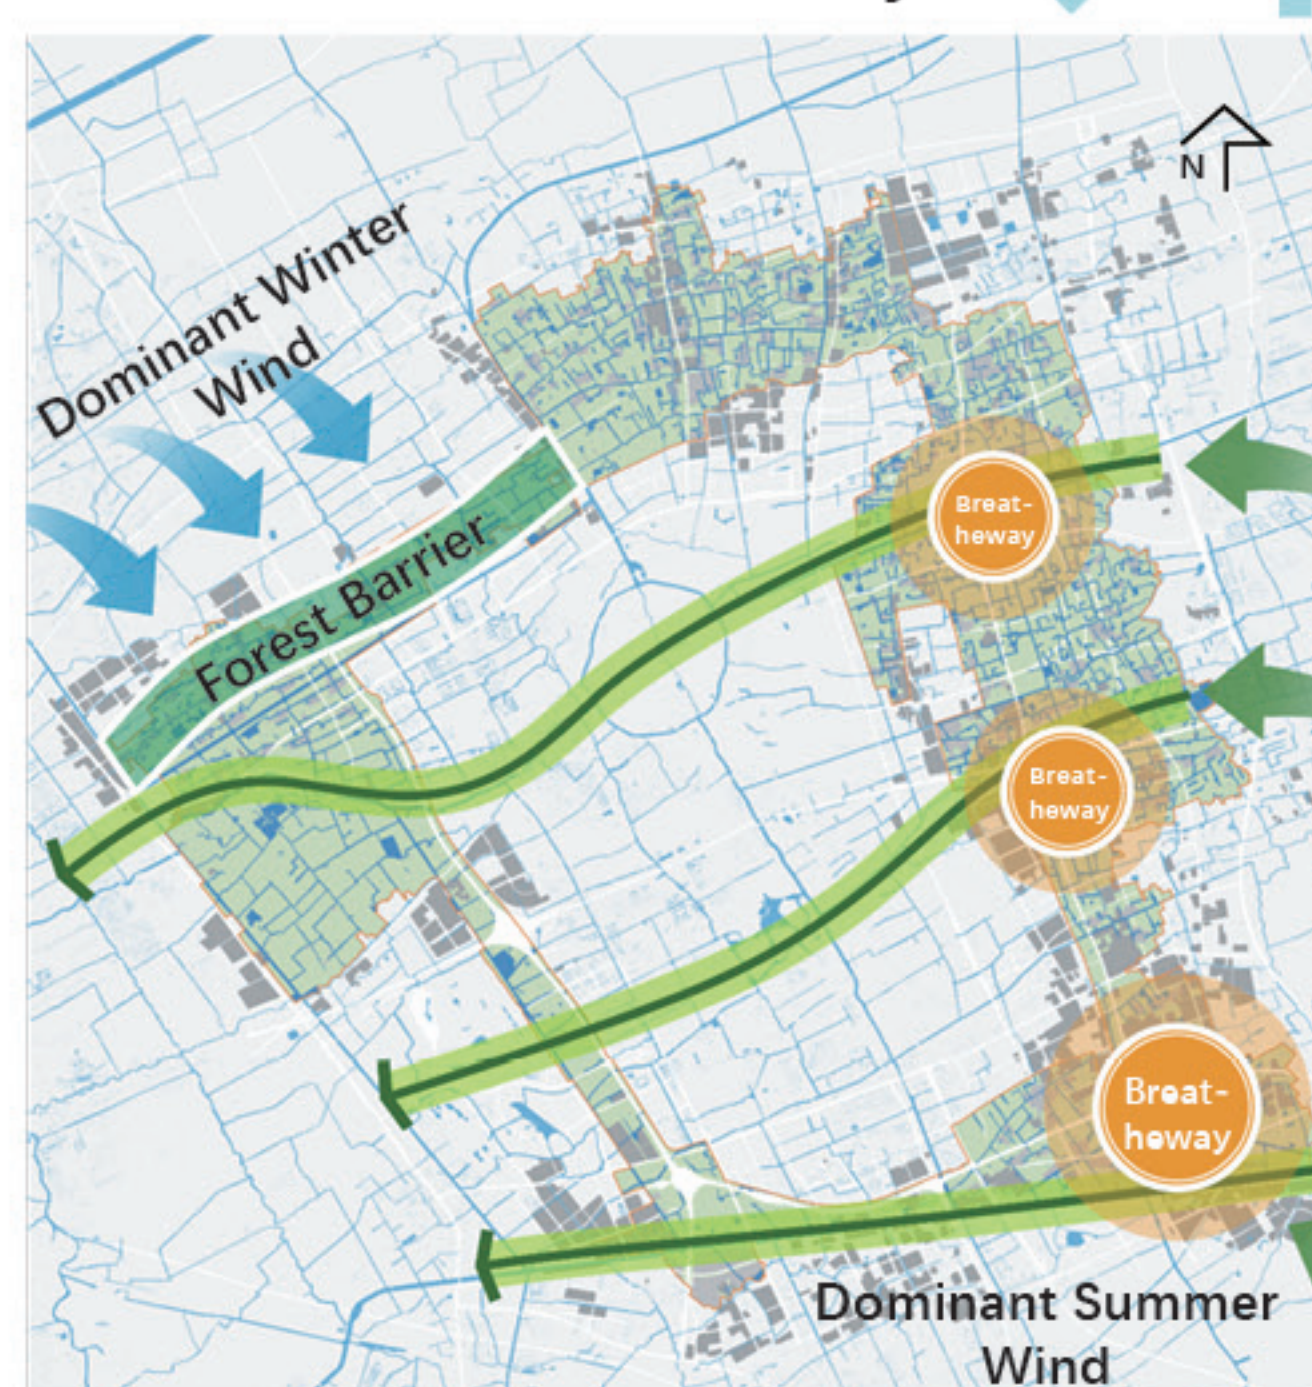 N
Dominant Winter
Wind
Forest Barrier
Breat-
heway
Breat-
heway
Breat-
heway
Dominant Summer
Wind